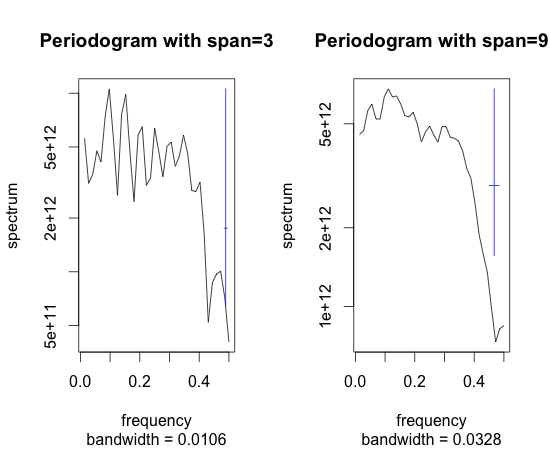 Periodogram with span=3
spectrum
5e+11
2e+12
5e+12
0.0
0.2
0.4
frequency
bandwidth = 0.0106
Periodogram with span=9
spectrum
1e+12
2e+12
5e+12
0.0
0.2
0.4
frequency
bandwidth = 0.0328